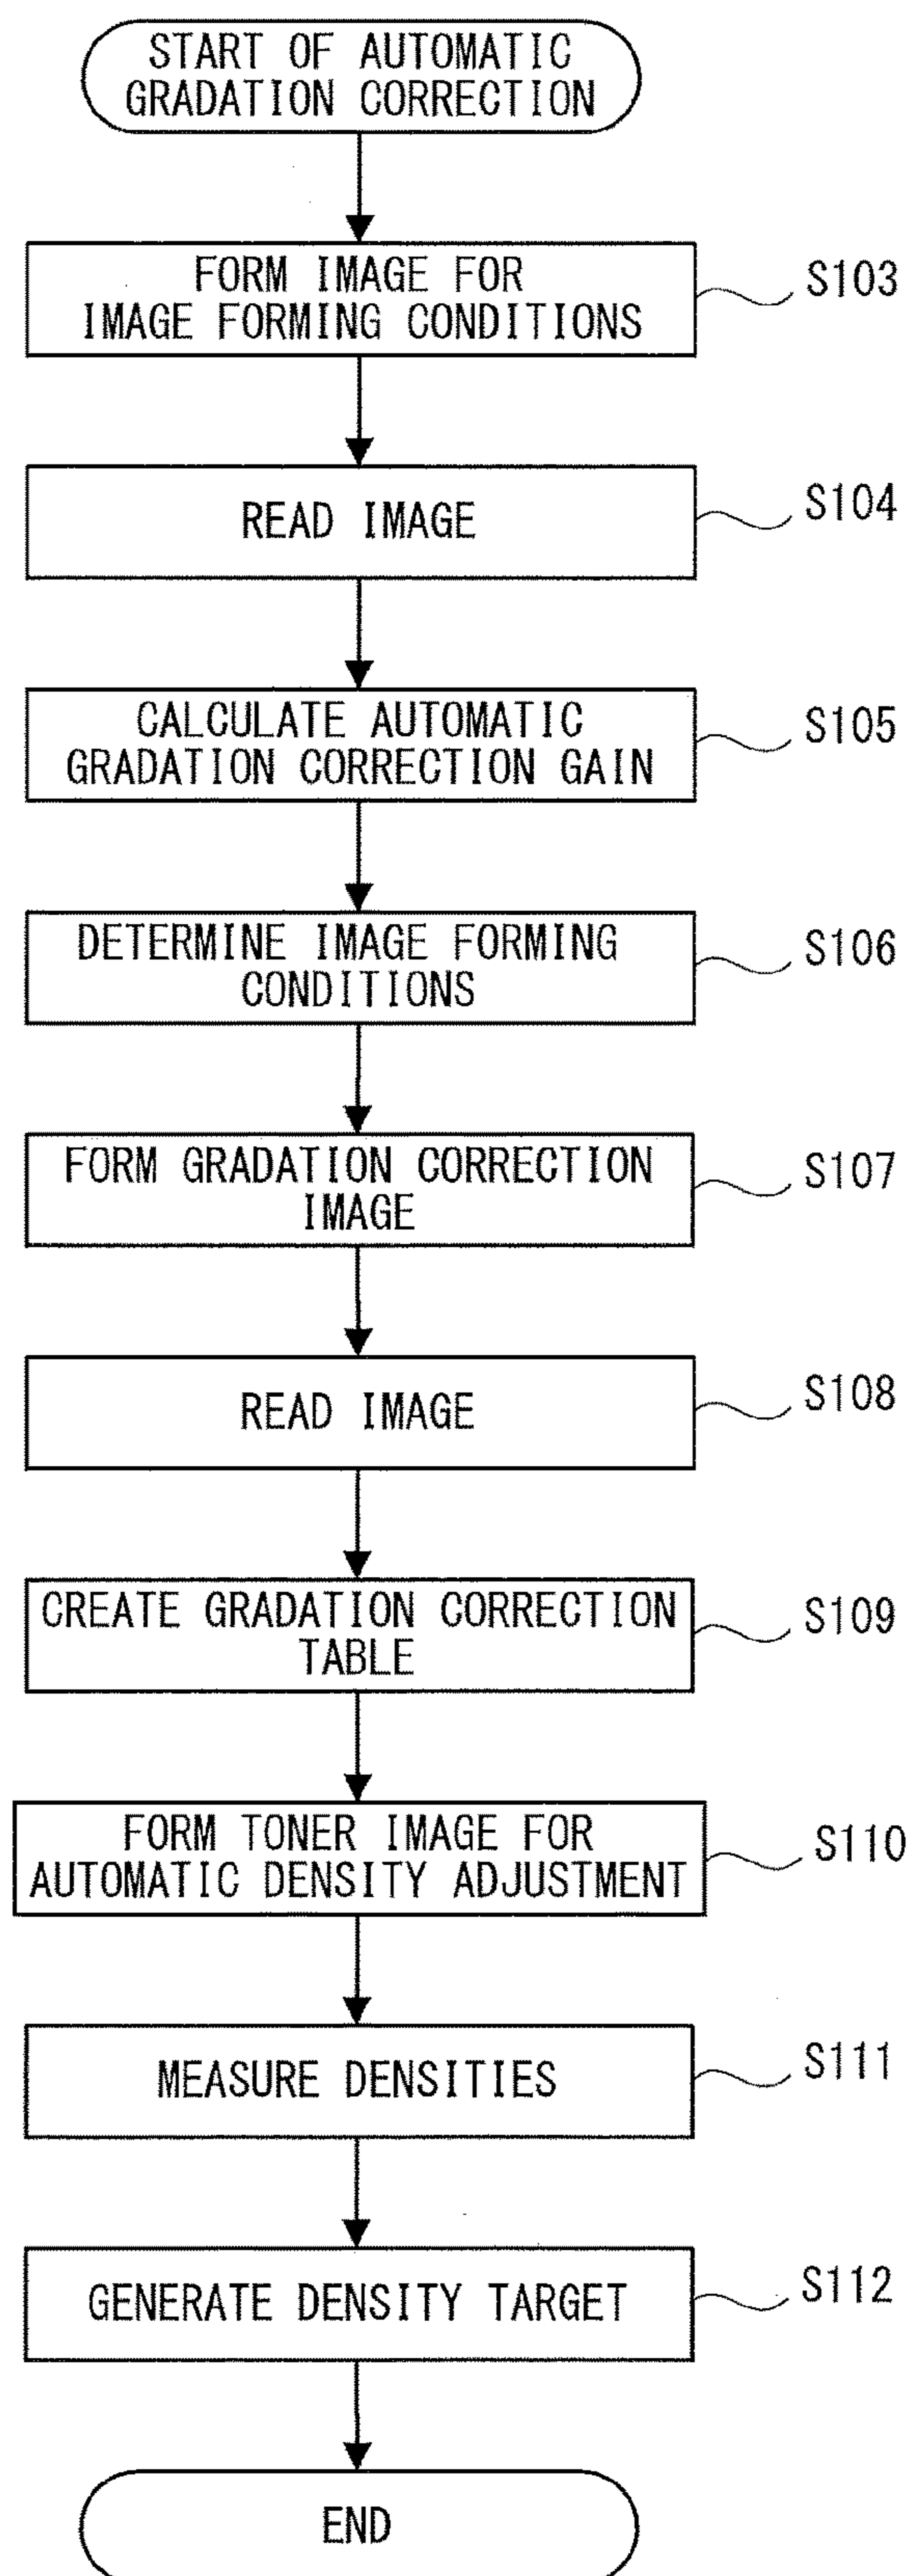 START OF AUTOMATIC
GRADATION CORRECTION
FORM IMAGE FOR
IMAGE FORMING CONDITIONS
S103
READ IMAGE
S104
CALCULATE AUTOMATIC
GRADATION CORRECTION GAIN
S105
DETERMINE IMAGE FORMING
CONDITIONS
S106
FORM GRADATION CORRECTION
IMAGE
S107
READ IMAGE
S108
CREATE GRADATION CORRECTION
TABLE
S109
FORM TONER IMAGE FOR
AUTOMATIC DENSITY ADJUSTMENT
S110
MEASURE DENSITIES
S111
GENERATE DENSITY TARGET
S112
END